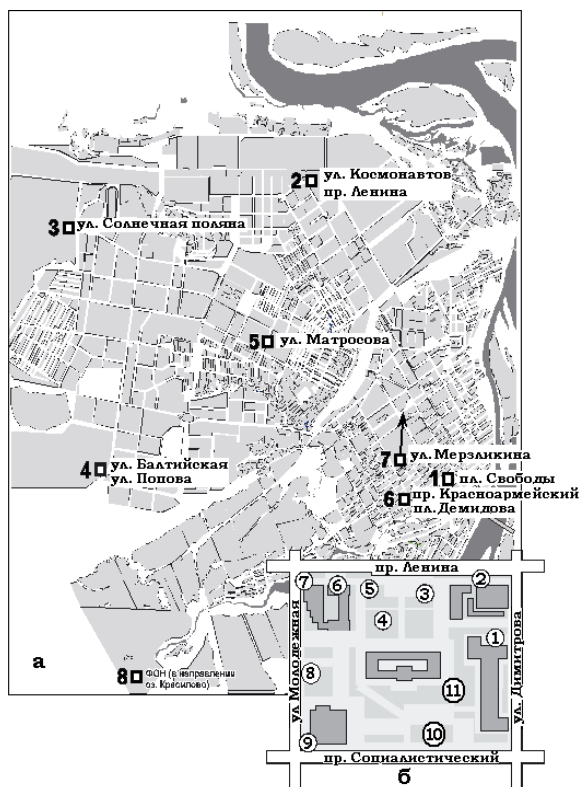 2 ул. Космонавтов
пр. Ленина
3 ул. Солнечная поляна
5 ул. Матросова
7 ул. Мерзликина
4 ул. Балтийская
ул. Попова
1 пл. Свободы
6 пр. Красноармейский
пл. Демидова
8 ФОН (в направлении
оз. Красилово)
а
пр. Ленина
7 6 5 3 2
4
1
ул Молодежная
ул. Димитрова
8
11
10
9
пр. Социалистический
б